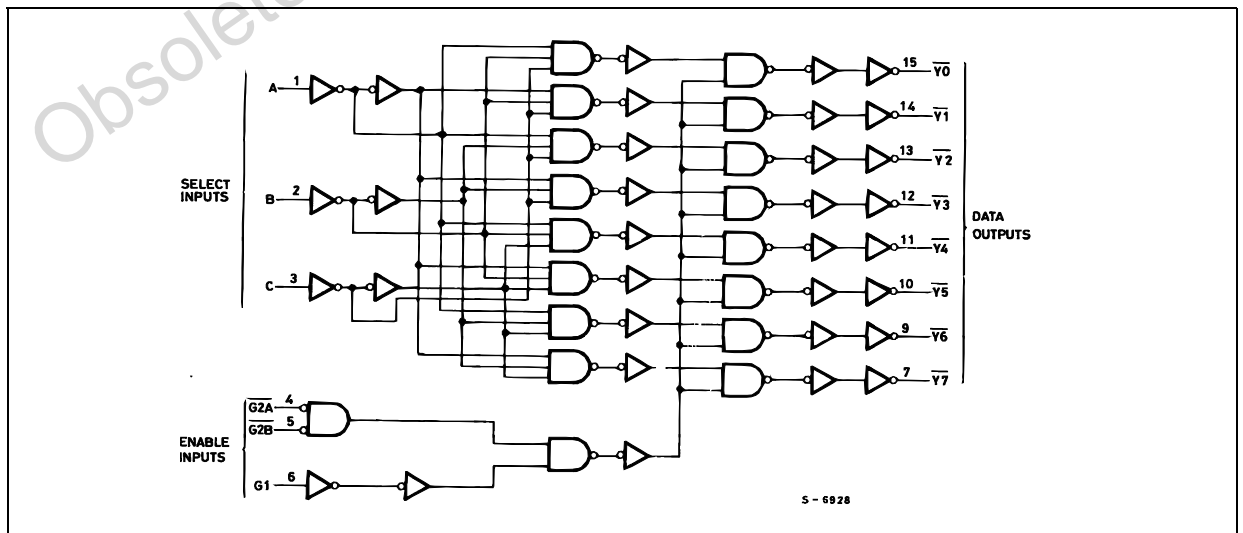 Obsolete
SELECT
INPUTS
A 1
B 2
C 3
ENABLE
INPUTS
G2A 4
G2B 5
G1 6
15 Y0
14 Y1
13 Y2
12 Y3
11 Y4
10 Y5
9 Y6
7 Y7
DATA
OUTPUTS
S - 6928